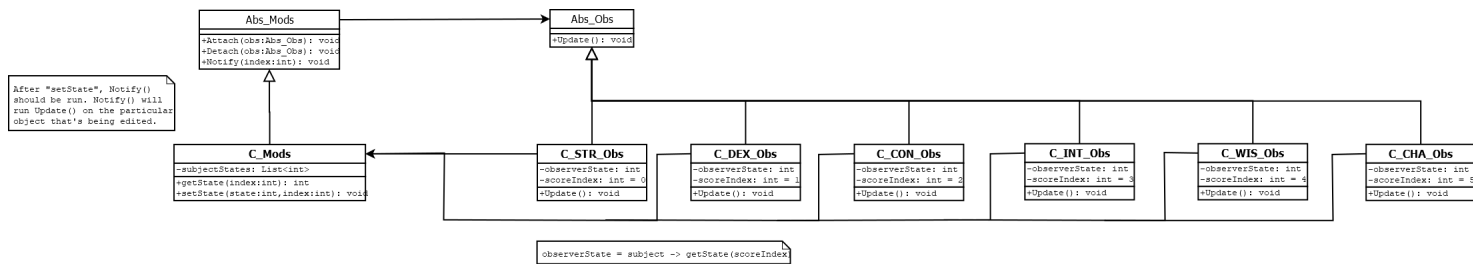 Abs_Mods
+Attach(obs:Abs_Obs): void
+Detach(obs:Abs_Obs): void
+Notify(index:int): void
Abs_Obs
+Update(): void
After "setState", Notify()
should be run. Notify() will
run Update() on the particular
object that's being edited.
C_Mods
-subjectStates: List<int>
+getState(index:int): int
+setState(state:int,index:int): void
C_STR_Obs
-observerState: int
-scoreIndex: int = 0
+Update(): void
C_DEX_Obs
-observerState: int
-scoreIndex: int = 1
+Update(): void
C_CON_Obs
-observerState: int
-scoreIndex: int = 2
+Update(): void
C_INT_Obs
-observerState: int
-scoreIndex: int = 3
+Update(): void
C_WIS_Obs
-observerState: int
-scoreIndex: int = 4
+Update(): void
C_CHA_Obs
-observerState: int
-scoreIndex: int = 5
+Update(): void
observerState = subject -> getState(scoreIndex)